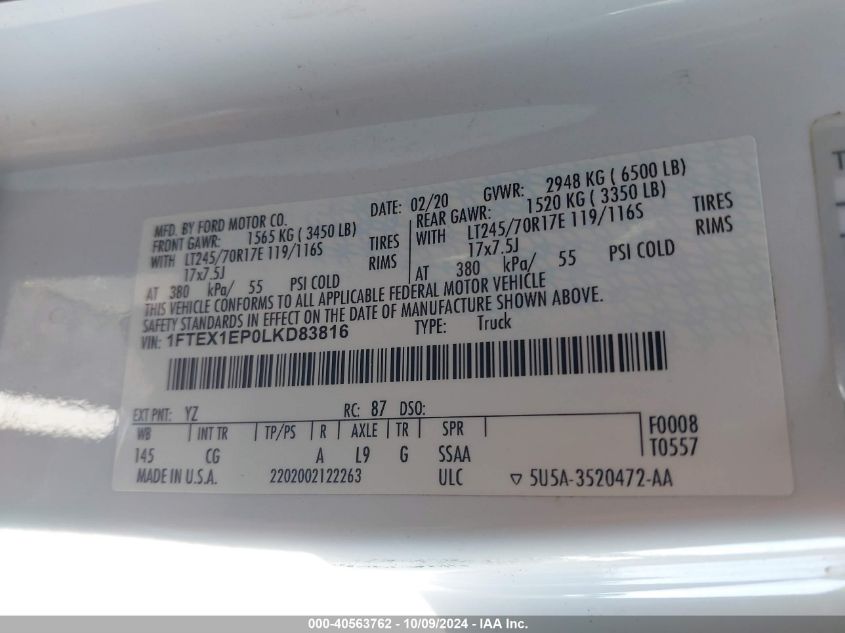 MFD. BY FORD MOTOR CO.
DATE: 02/20 GVWR: 2948 KG ( 6500 LB)
FRONT GAWR: 1565 KG ( 3450 LB)
WITH LT245/70R17E 119/116S TIRES
17x7.5J RIMS
AT 380 kPa/ 55 PSI COLD
REAR GAWR: 1520 KG ( 3350 LB)
WITH LT245/70R17E 119/116S TIRES
17x7.5J RIMS
AT 380 kPa/ 55 PSI COLD
THIS VEHICLE CONFORMS TO ALL APPLICABLE FEDERAL MOTOR VEHICLE
SAFETY STANDARDS IN EFFECT ON THE DATE OF MANUFACTURE SHOWN ABOVE.
VIN: 1FTEX1EP0LKD83816 TYPE: Truck
EXT PNT: YZ RC: 87 DSO:
WB INT TR TP/PS R AXLE TR SPR F0008
145 CG A L9 G SSAA T0557
MADE IN U.S.A. 2202002122263 ULC 5U5A-3520472-AA
T
000-40563762 - 10/09/2024 - IAA Inc.